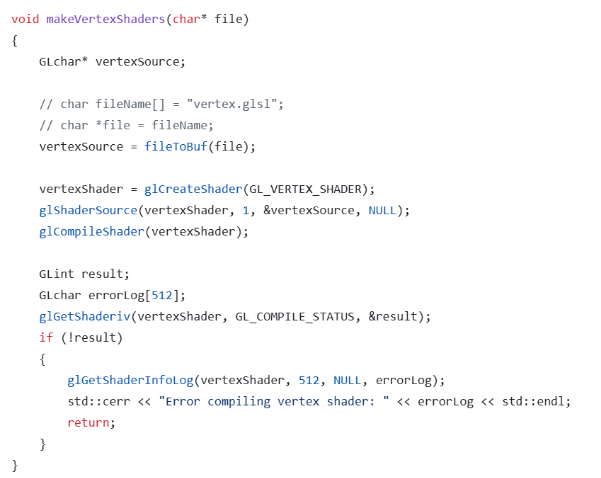 void makeVertexShaders(char* file)
{
    GLchar* vertexSource;

    // char fileName[] = "vertex.glsl";
    // char *file = fileName;
    vertexSource = fileToBuf(file);

    vertexShader = glCreateShader(GL_VERTEX_SHADER);
    glShaderSource(vertexShader, 1, &vertexSource, NULL);
    glCompileShader(vertexShader);

    GLint result;
    GLchar errorLog[512];
    glGetShaderiv(vertexShader, GL_COMPILE_STATUS, &result);
    if (!result)
    {
        glGetShaderInfoLog(vertexShader, 512, NULL, errorLog);
        std::cerr << "Error compiling vertex shader: " << errorLog << std::endl;
        return;
    }
}